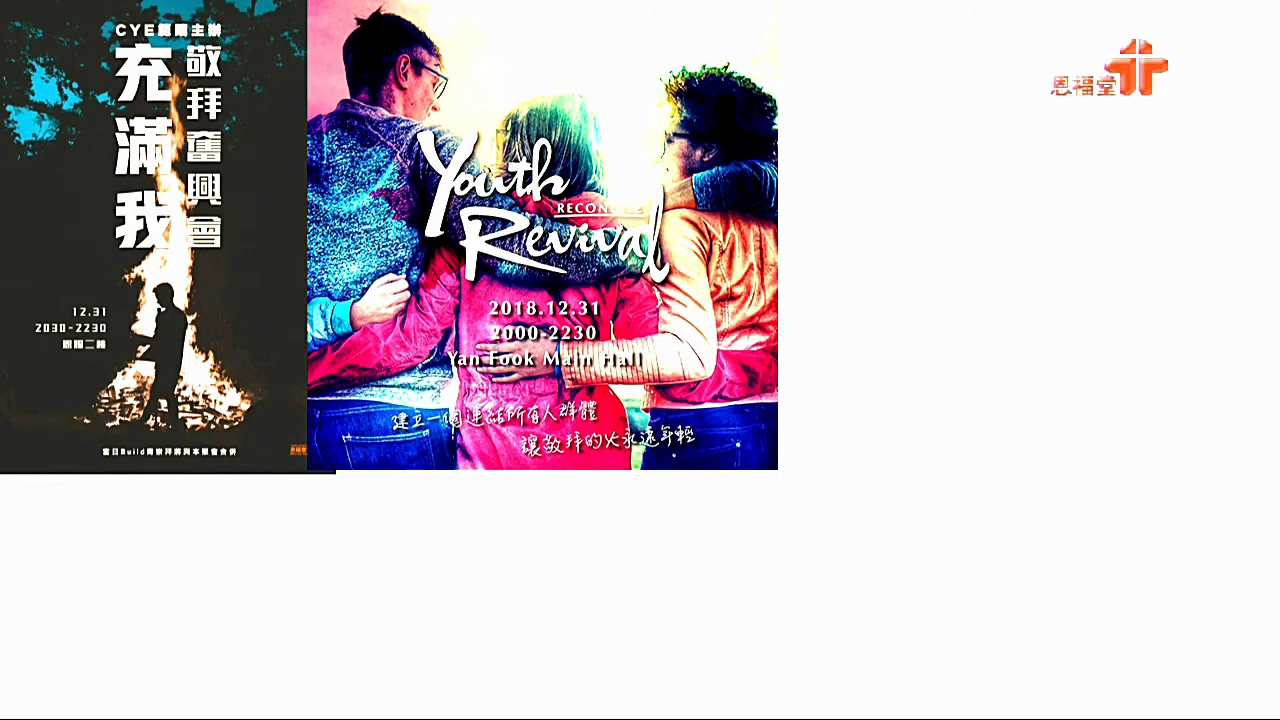 充滿我
敬拜奮興會
12.31
2030-2230
Youth
Revival
2018.12.31
2000-2230
Yan Fook Main Hall
建立一個連結所有人群體
讓敬拜的火永遠年輕
恩福堂